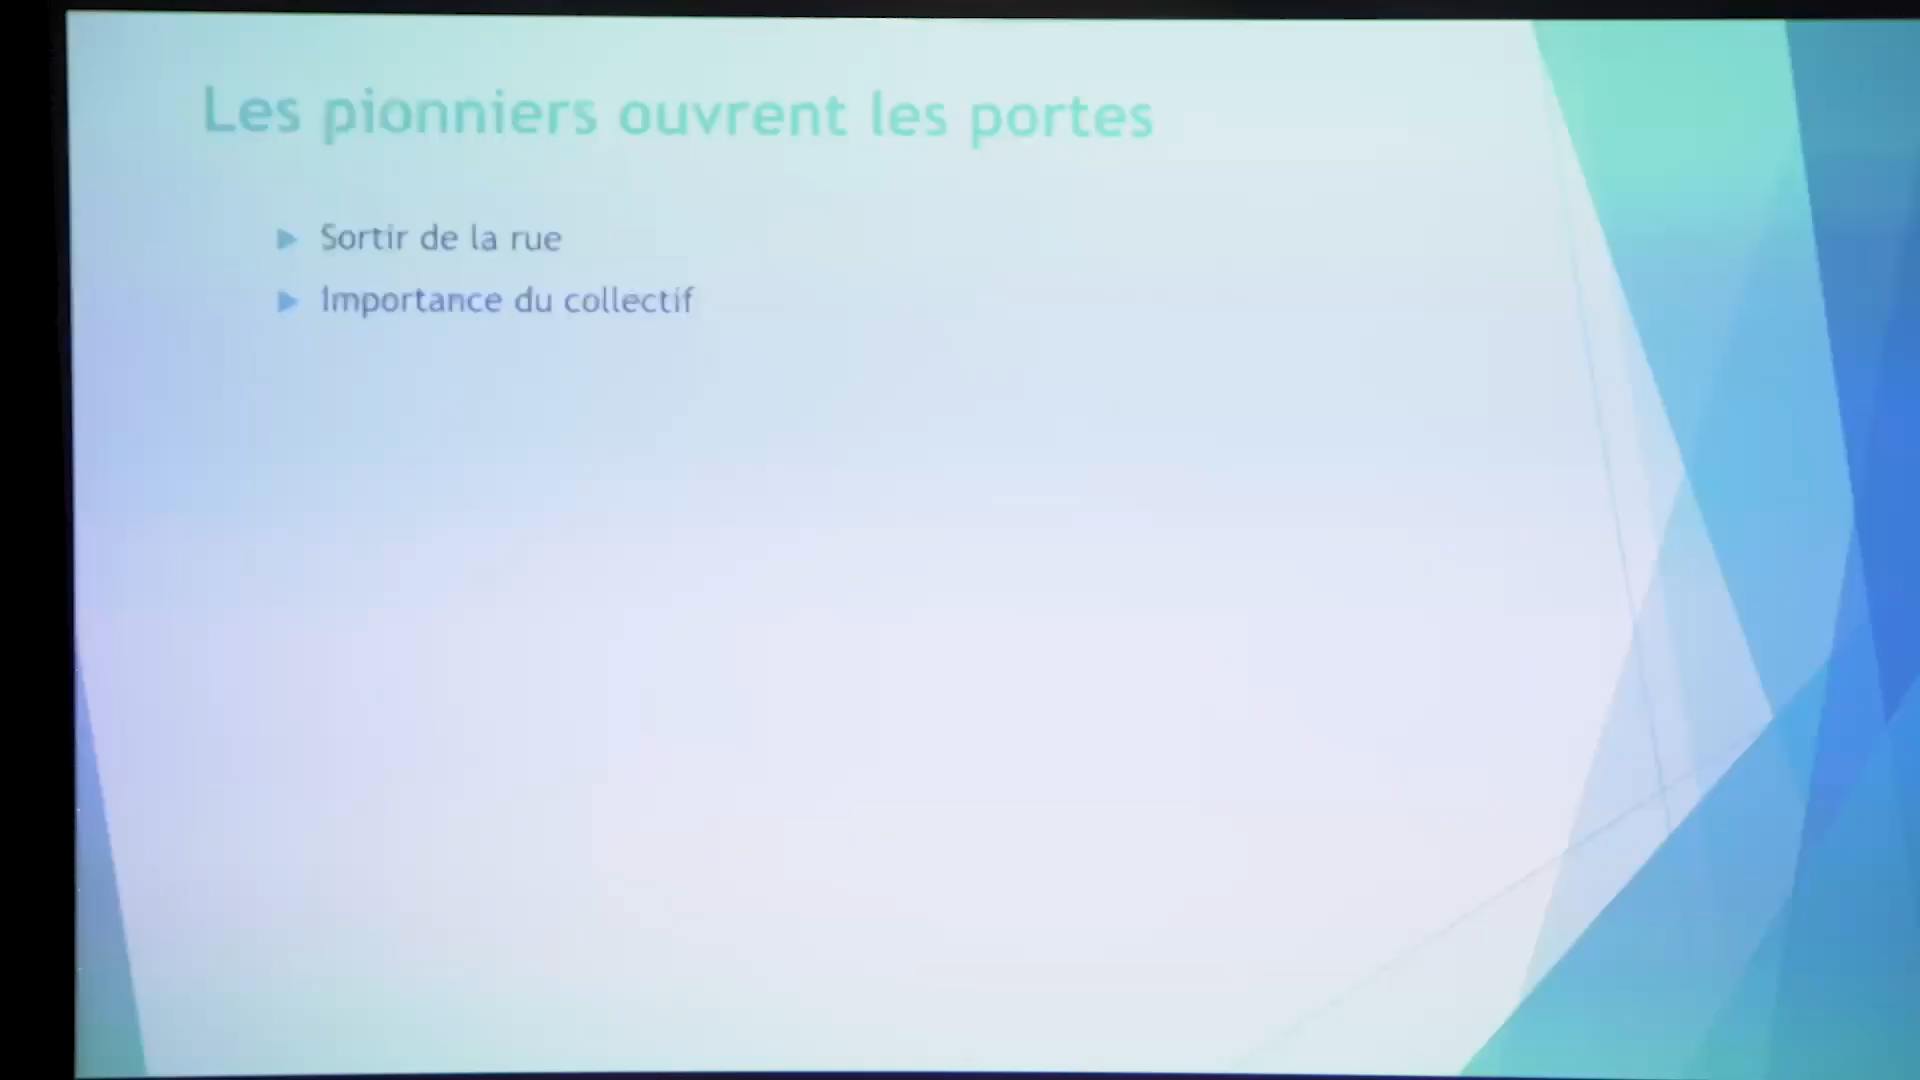 Les pionniers ouvrent les portes
Sortir de la rue
Importance du collectif